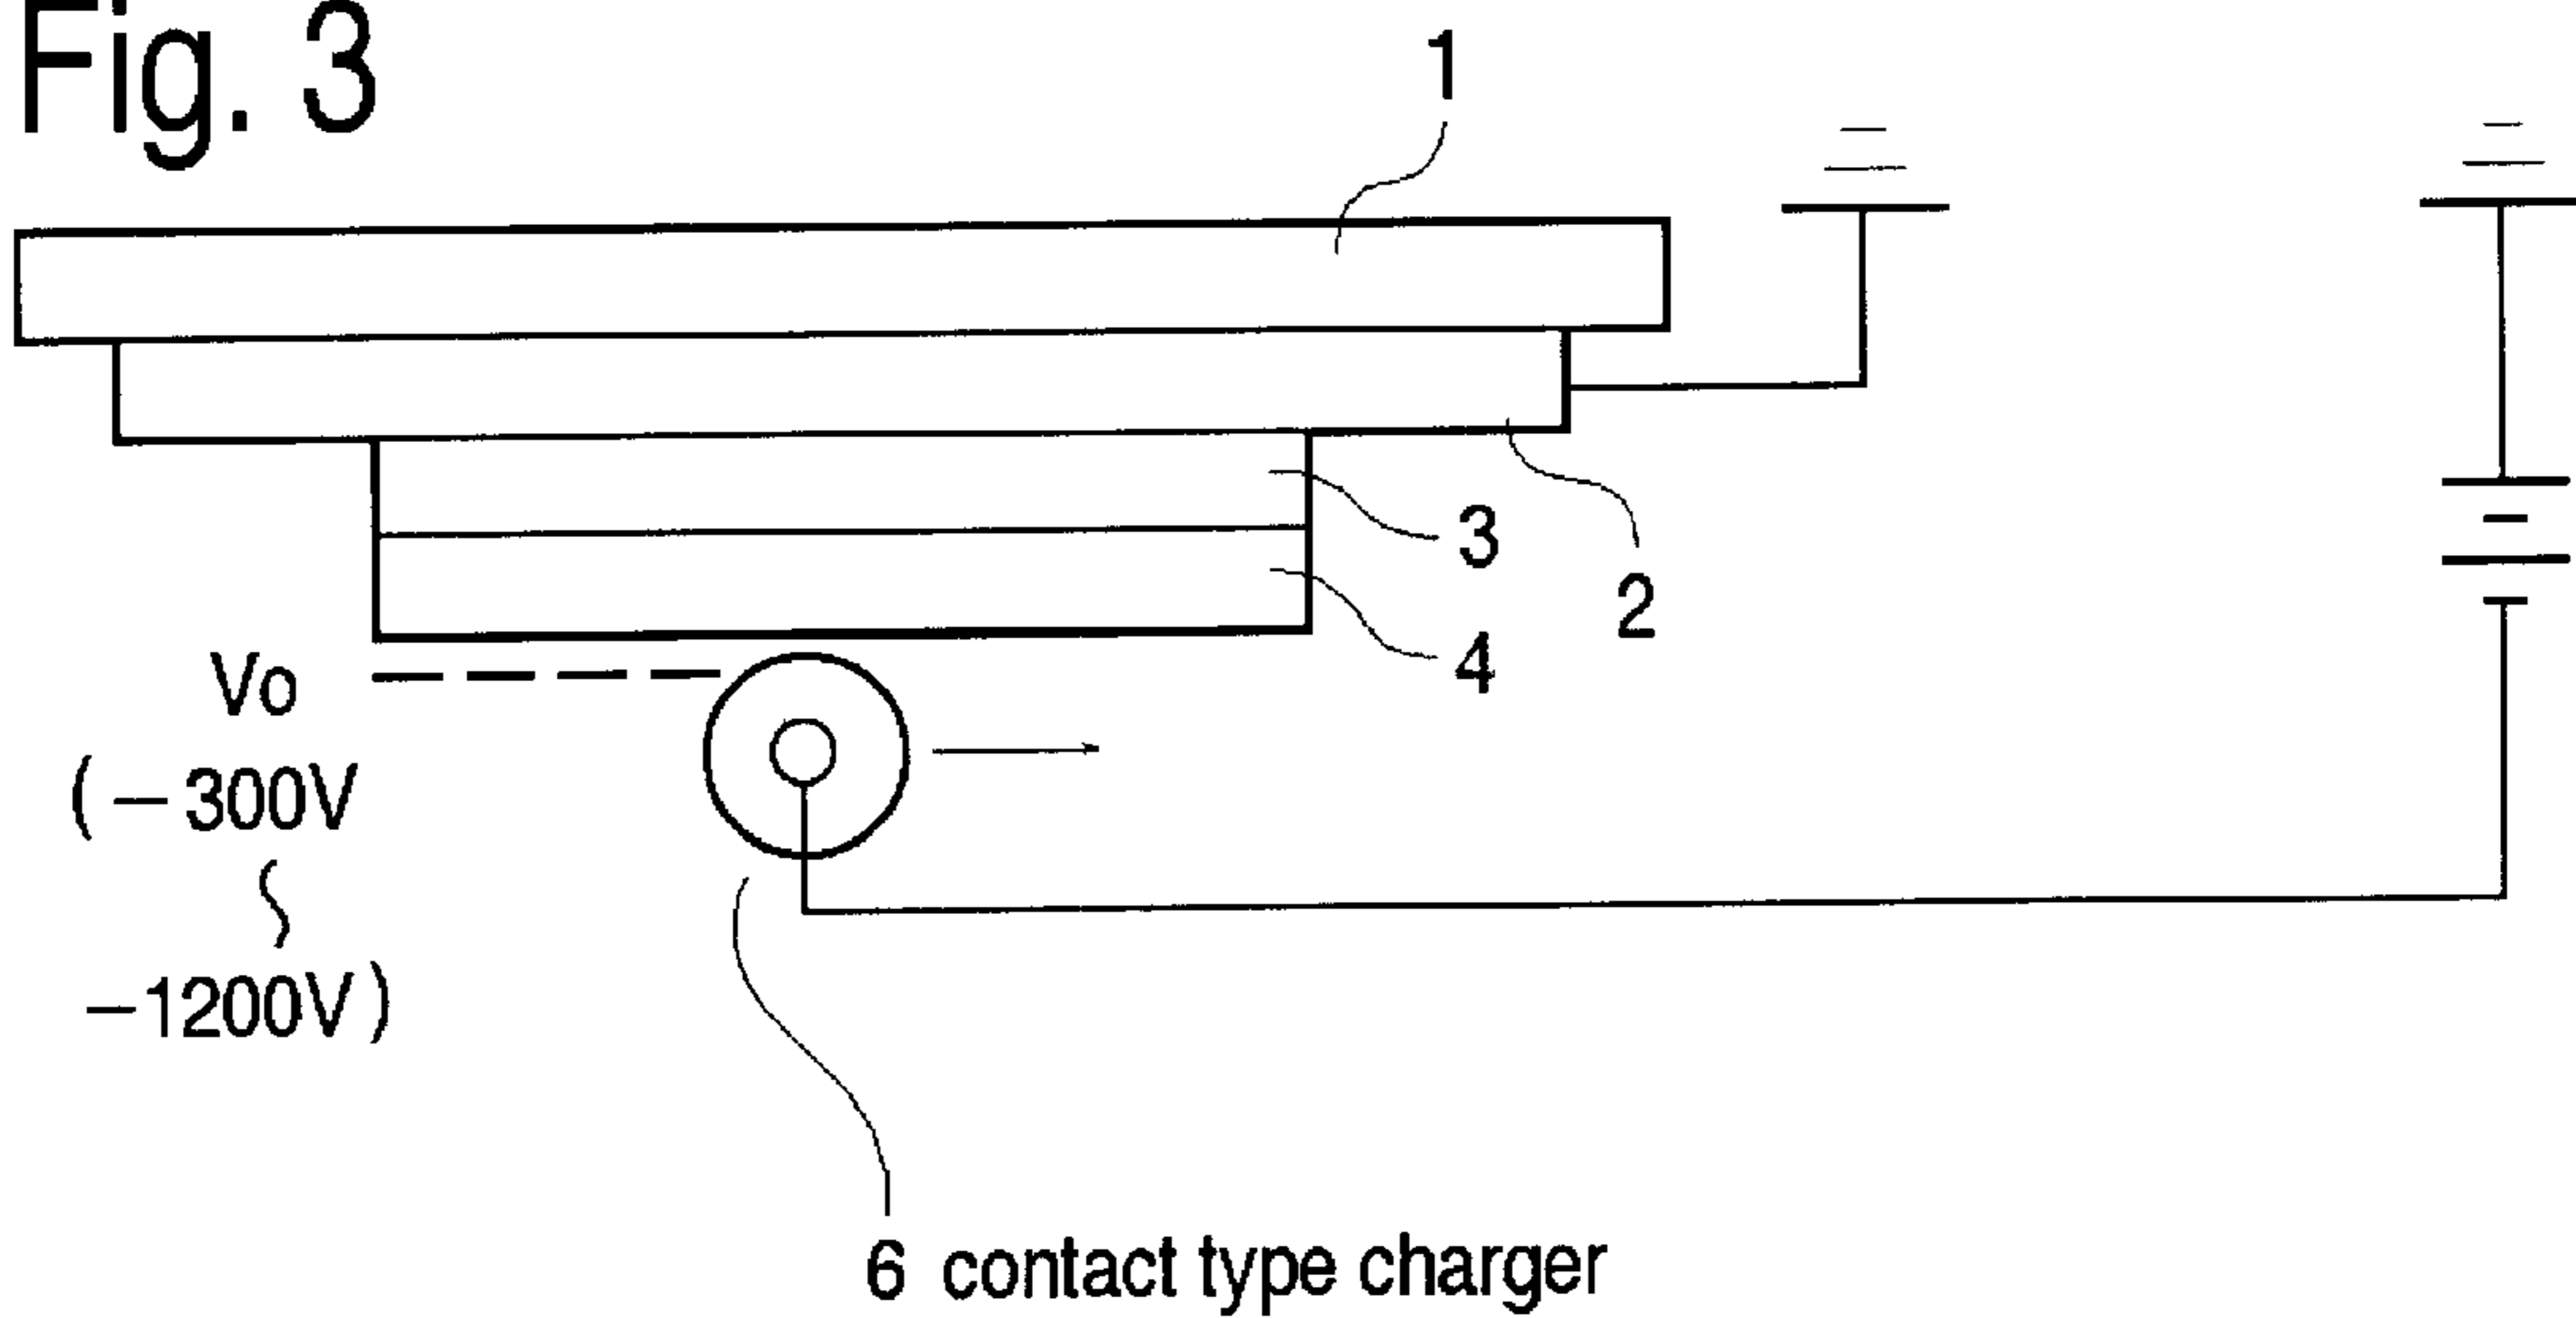 Fig. 3
1
3
2
4
Vo
(−300V
~
−1200V)
6 contact type charger